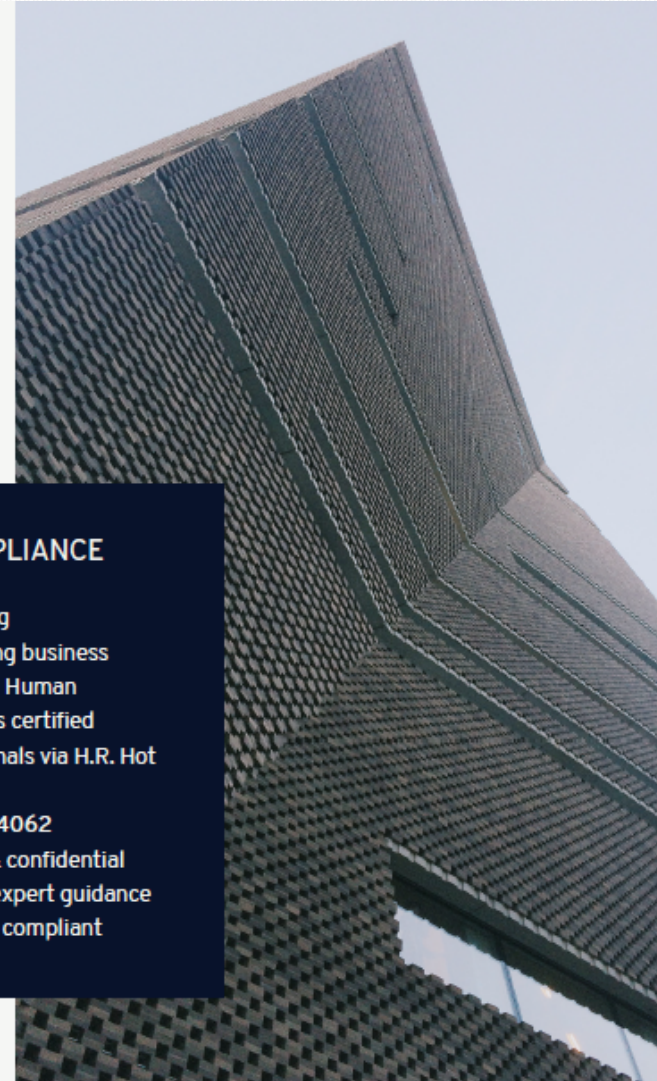 PLIANCE
g
ng business
Human
s certified
nals via H.R. Hot
4062
confidential
expert guidance
compliant